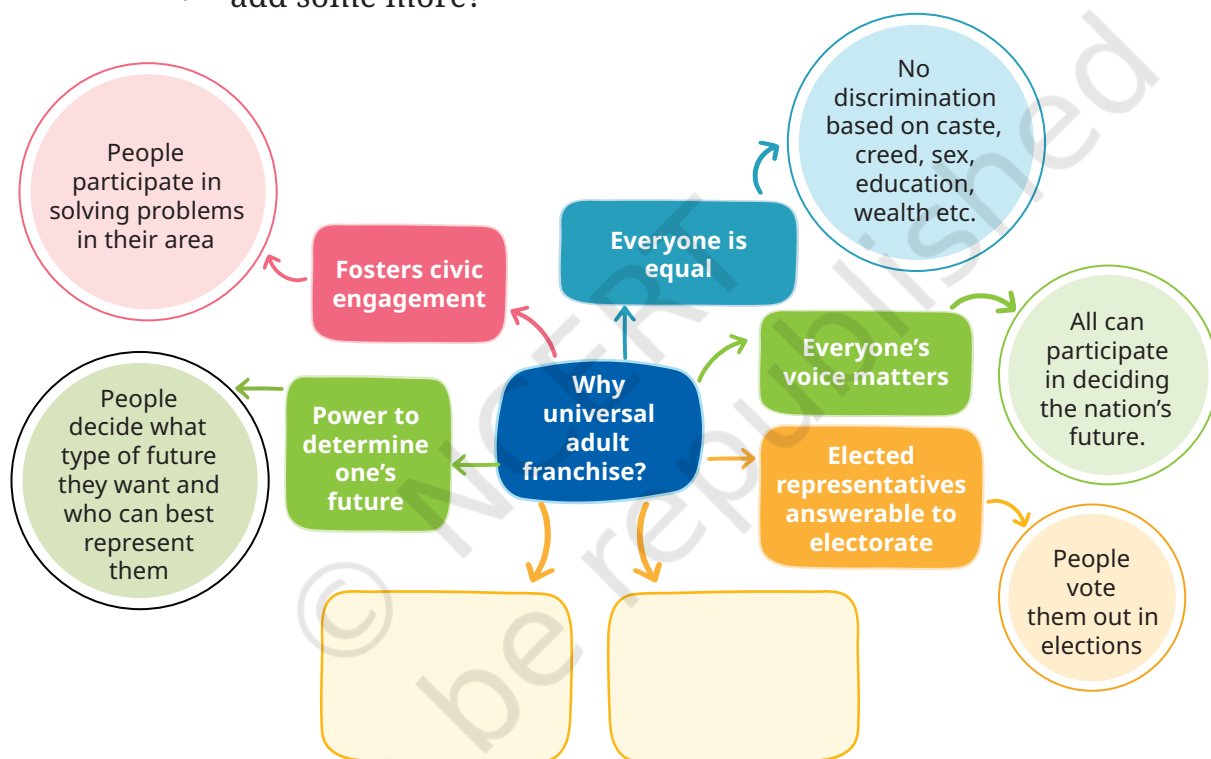 add some more?
No
discrimination
based on caste,
creed, sex,
education,
wealth etc.
People
participate in
solving problems
in their area
Everyone is
equal
Fosters civic
engagement
All can
participate
in deciding
the nation's
future.
Everyone's
voice matters
People
decide what
type of future
they want and
who can best
represent
them
Power to
determine
one's
future
Why
universal
adult
franchise?
Elected
representatives
answerable to
electorate
People
vote
them out in
elections
© NCERT
be republished